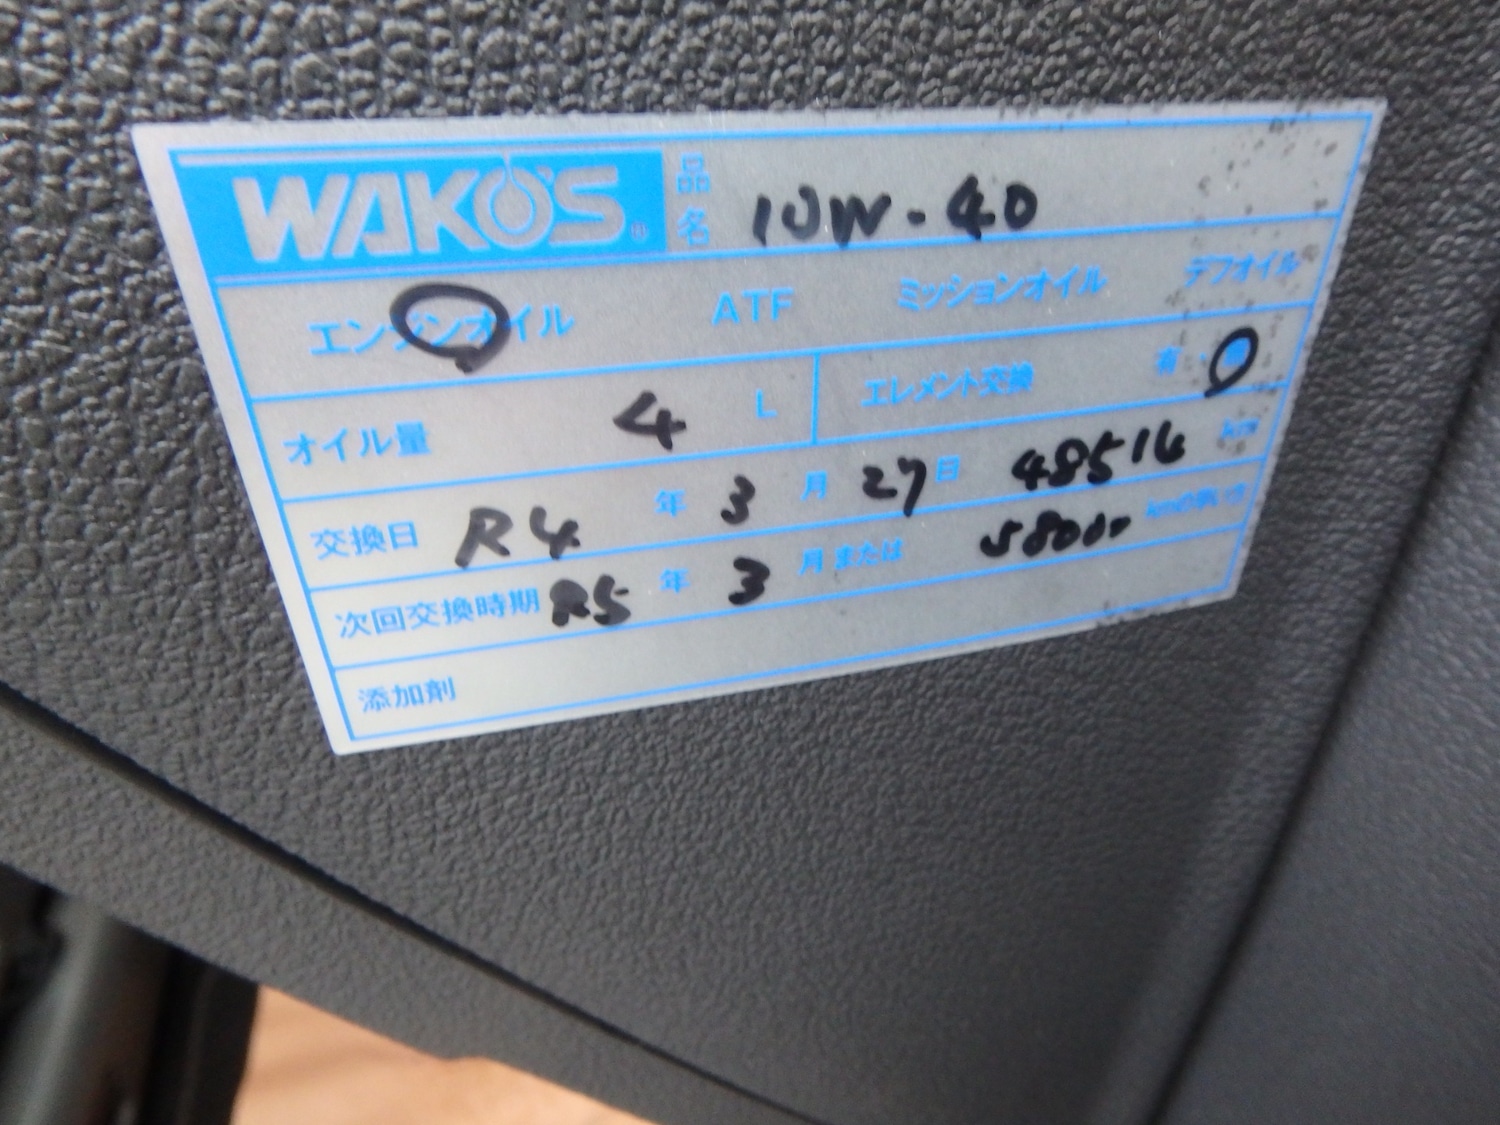 WAKO'S® 品名 10W-40
エンジンオイル ATF ミッションオイル デフオイル
オイル量 4 L エレメント交換 有・無
交換日 R4 年 3 月 27 日 48516 km
次回交換時期 R5 年 3 月または 58000 kmの早い方
添加剤